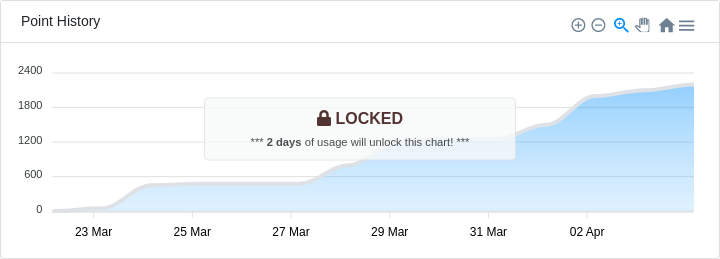 Point History
2400
1800
1200
600
0
LOCKED
*** 2 days of usage will unlock this chart! ***
23 Mar 25 Mar 27 Mar 29 Mar 31 Mar 02 Apr